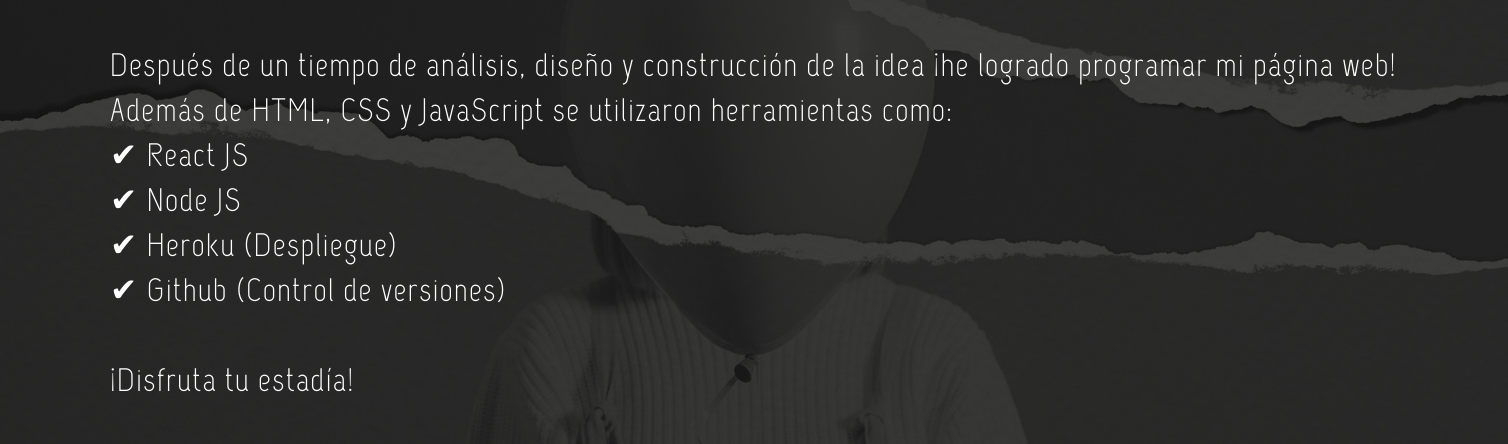 Después de un tiempo de análisis, diseño y construcción de la idea ¡he logrado programar mi página web!
Además de HTML, CSS y JavaScript se utilizaron herramientas como:
✔ React JS
✔ Node JS
✔ Heroku (Despliegue)
✔ Github (Control de versiones)
¡Disfruta tu estadía!